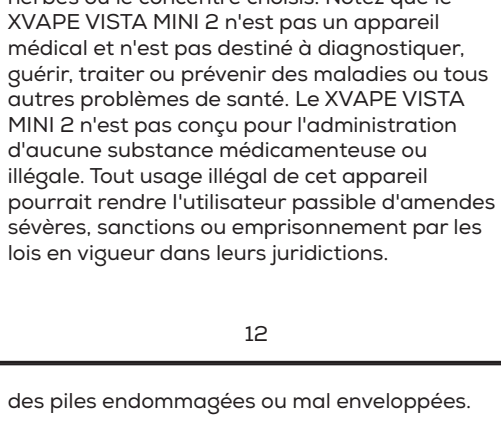 herbes ou le concentré choisis. Notez que le
XVAPE VISTA MINI 2 n'est pas un appareil
médical et n'est pas destiné à diagnostiquer,
guérir, traiter ou prévenir des maladies ou tous
autres problèmes de santé. Le XVAPE VISTA
MINI 2 n'est pas conçu pour l'administration
d'aucune substance médicamenteuse ou
illégale. Tout usage illégal de cet appareil
pourrait rendre l'utilisateur passible d'amendes
sévères, sanctions ou emprisonnement par les
lois en vigueur dans leurs juridictions.
12
des piles endommagées ou mal enveloppées.